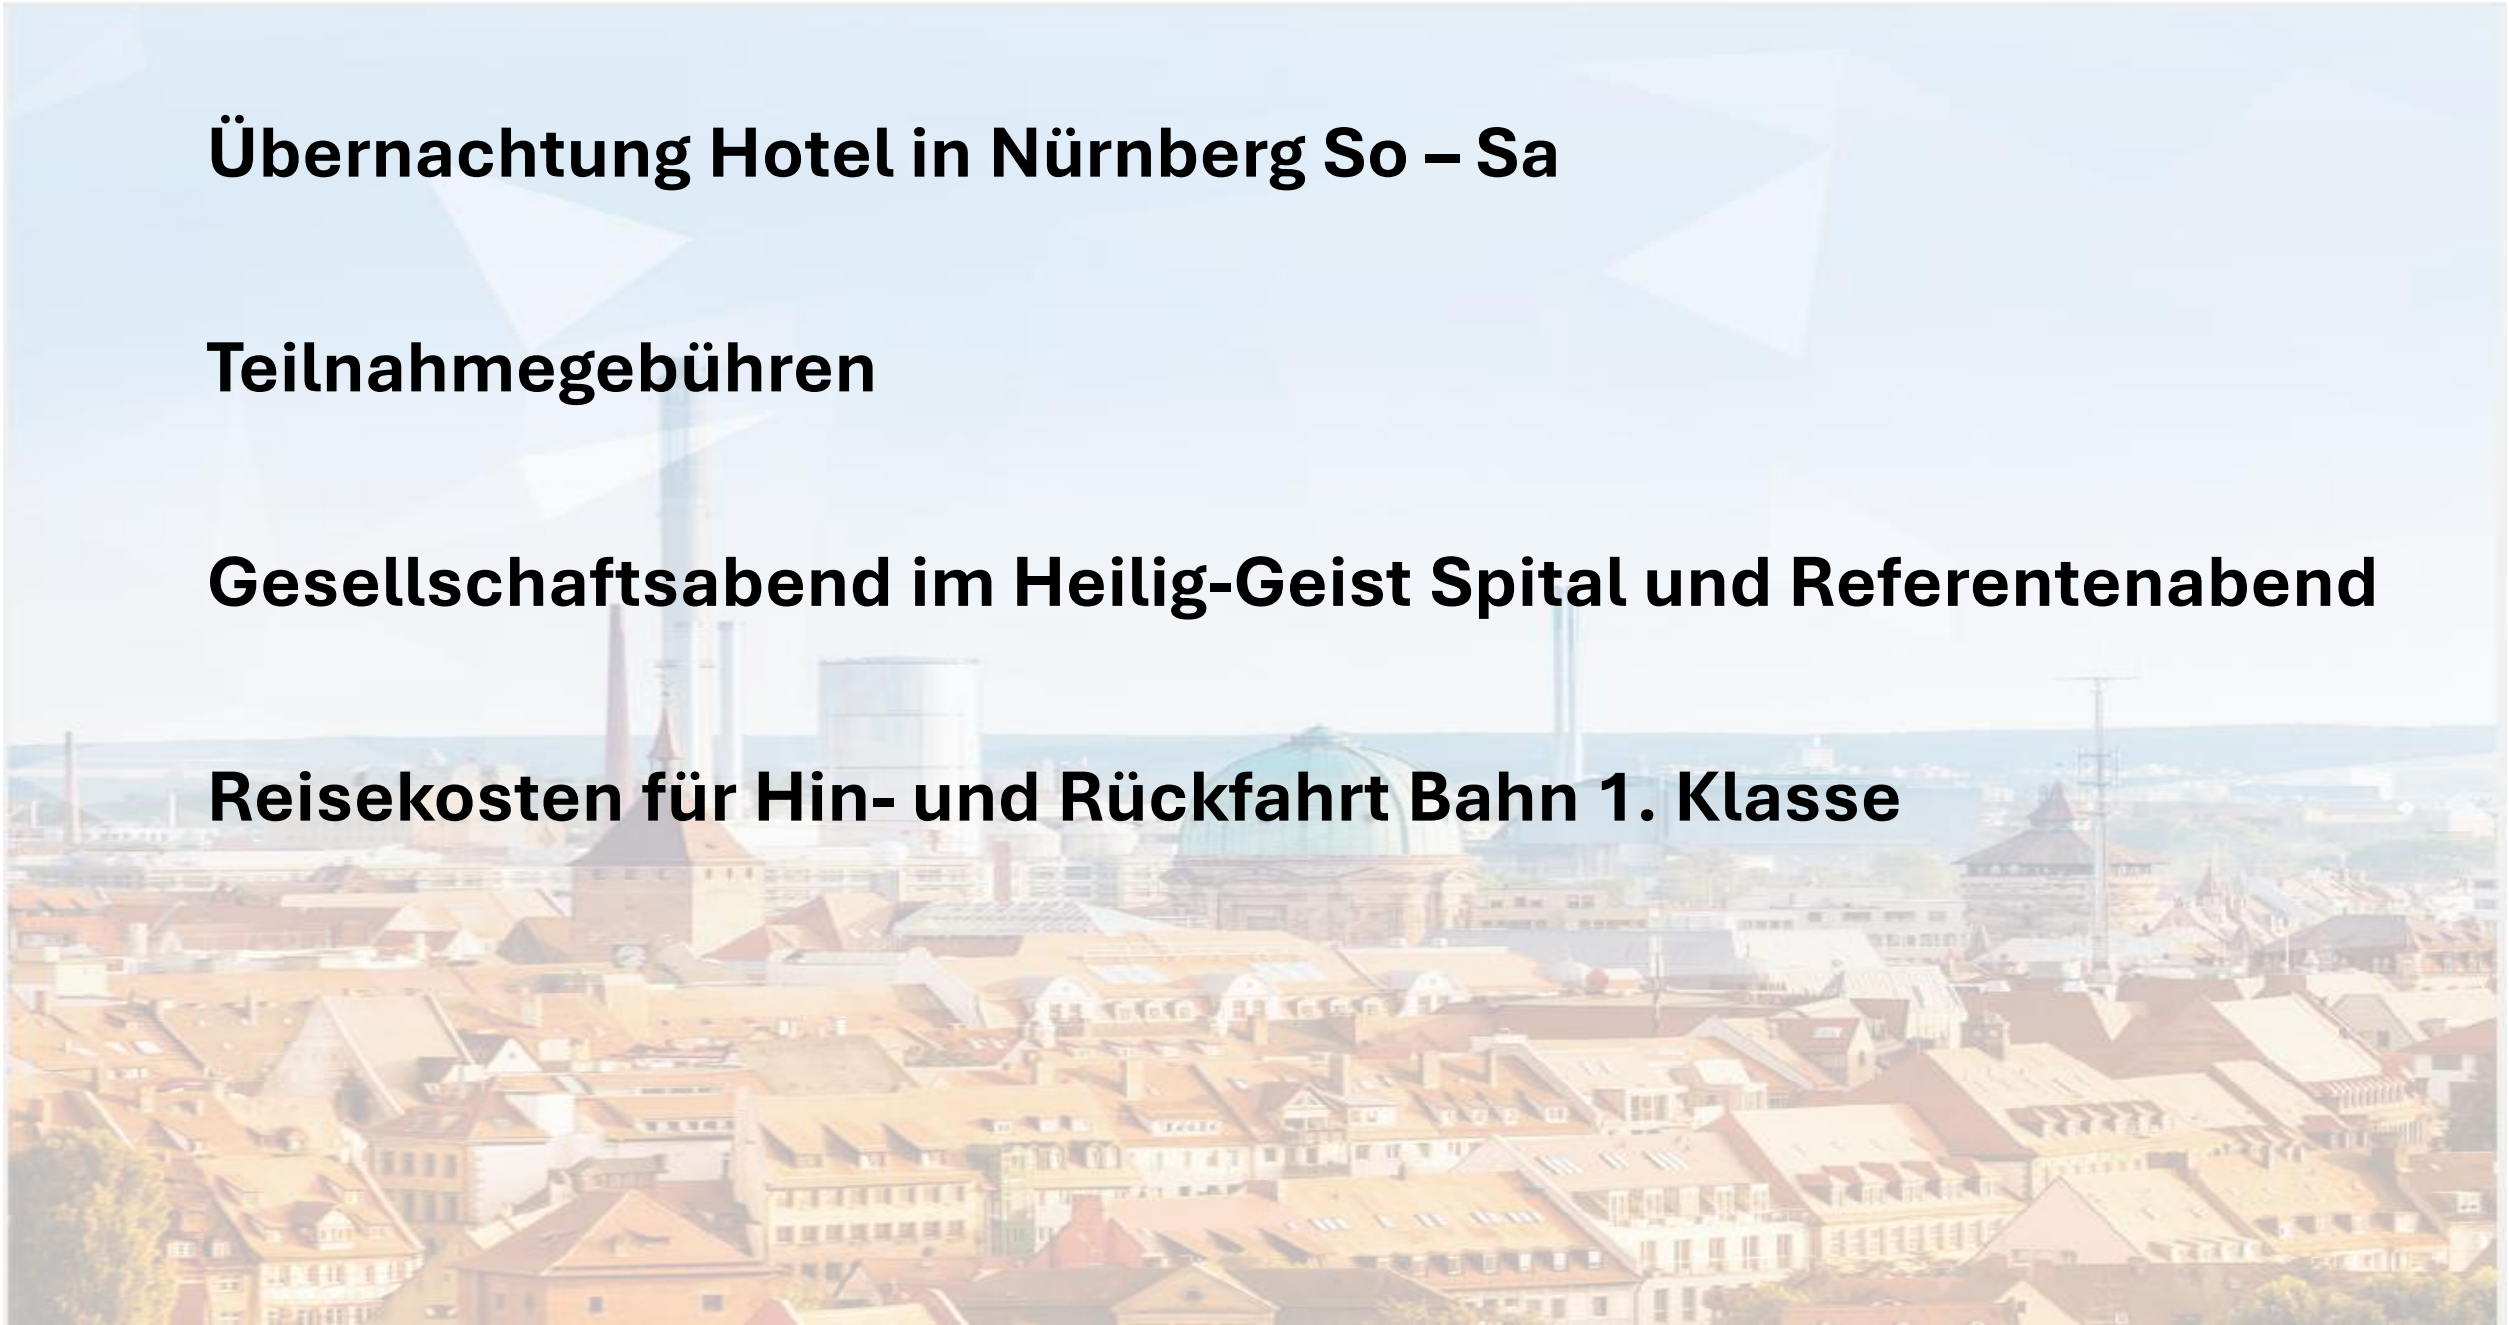 Übernachtung Hotel in Nürnberg So – Sa
Teilnahmegebühren
Gesellschaftsabend im Heilig-Geist Spital und Referentenabend
Reisekosten für Hin- und Rückfahrt Bahn 1. Klasse